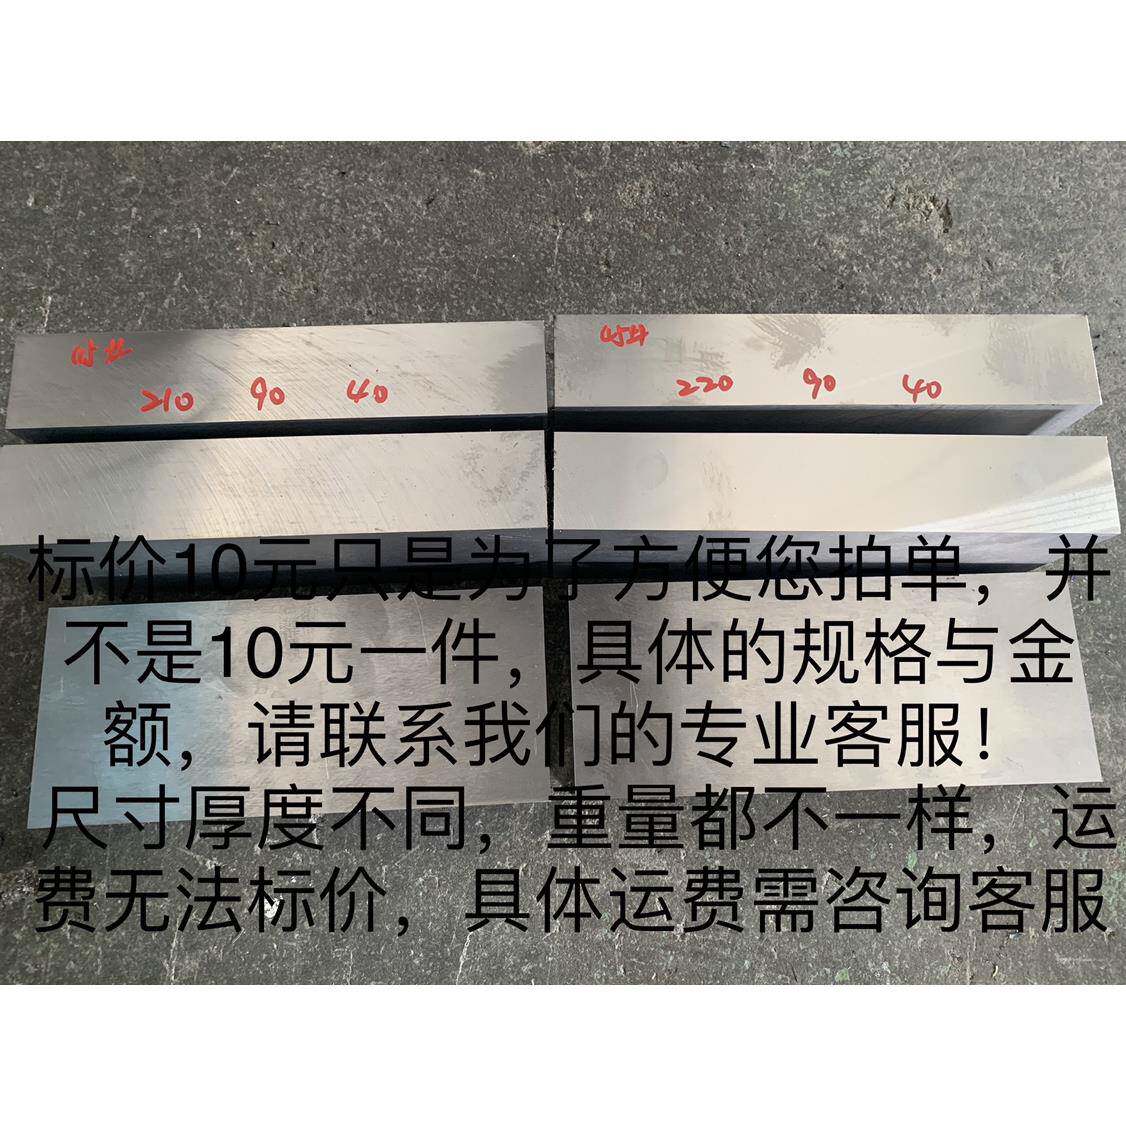 45#
210 90 40
45#
220 90 40
标价10元只是为了方便您拍单，并
不是10元一件，具体的规格与金
额，请联系我们的专业客服！
尺寸厚度不同，重量都不一样，运
费无法标价，具体运费需咨询客服